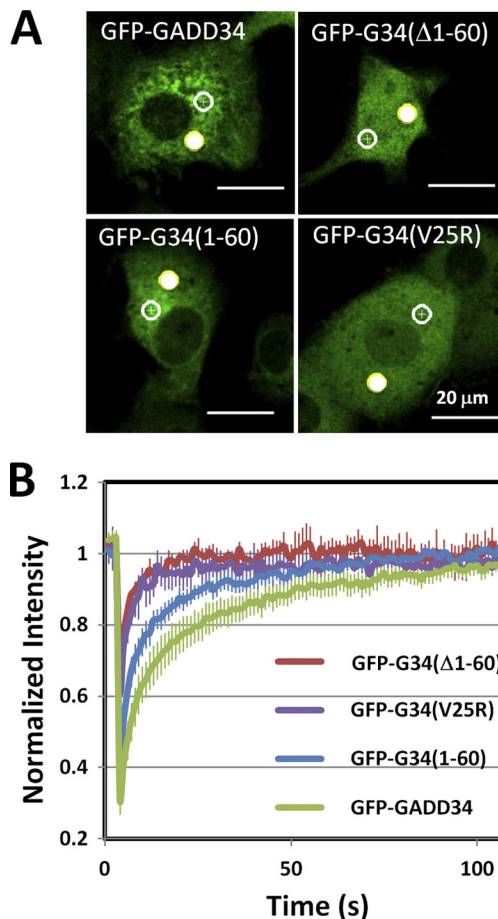 A
GFP-GADD34
GFP-G34(Δ1-60)
GFP-G34(1-60)
GFP-G34(V25R)
20 μm
B
1.2
1
0.8
0.6
0.4
0.2
Normalized Intensity
GFP-G34(Δ1-60)
GFP-G34(V25R)
GFP-G34(1-60)
GFP-GADD34
0
50
100
Time (s)